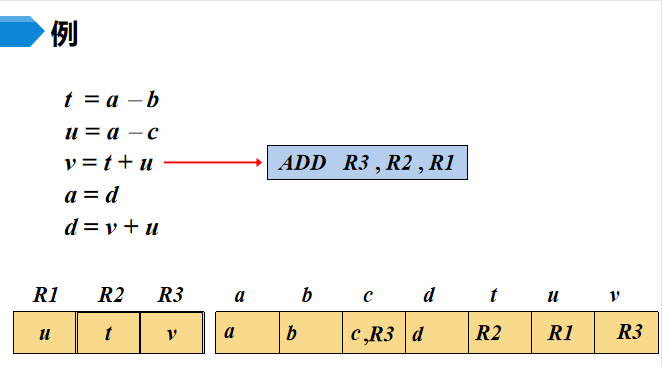 例
t = a – b
u = a – c
v = t + u
ADD R3 , R2 , R1
a = d
d = v + u
R1 R2 R3 a b c d t u v
u t v a b c,R3 d R2 R1 R3